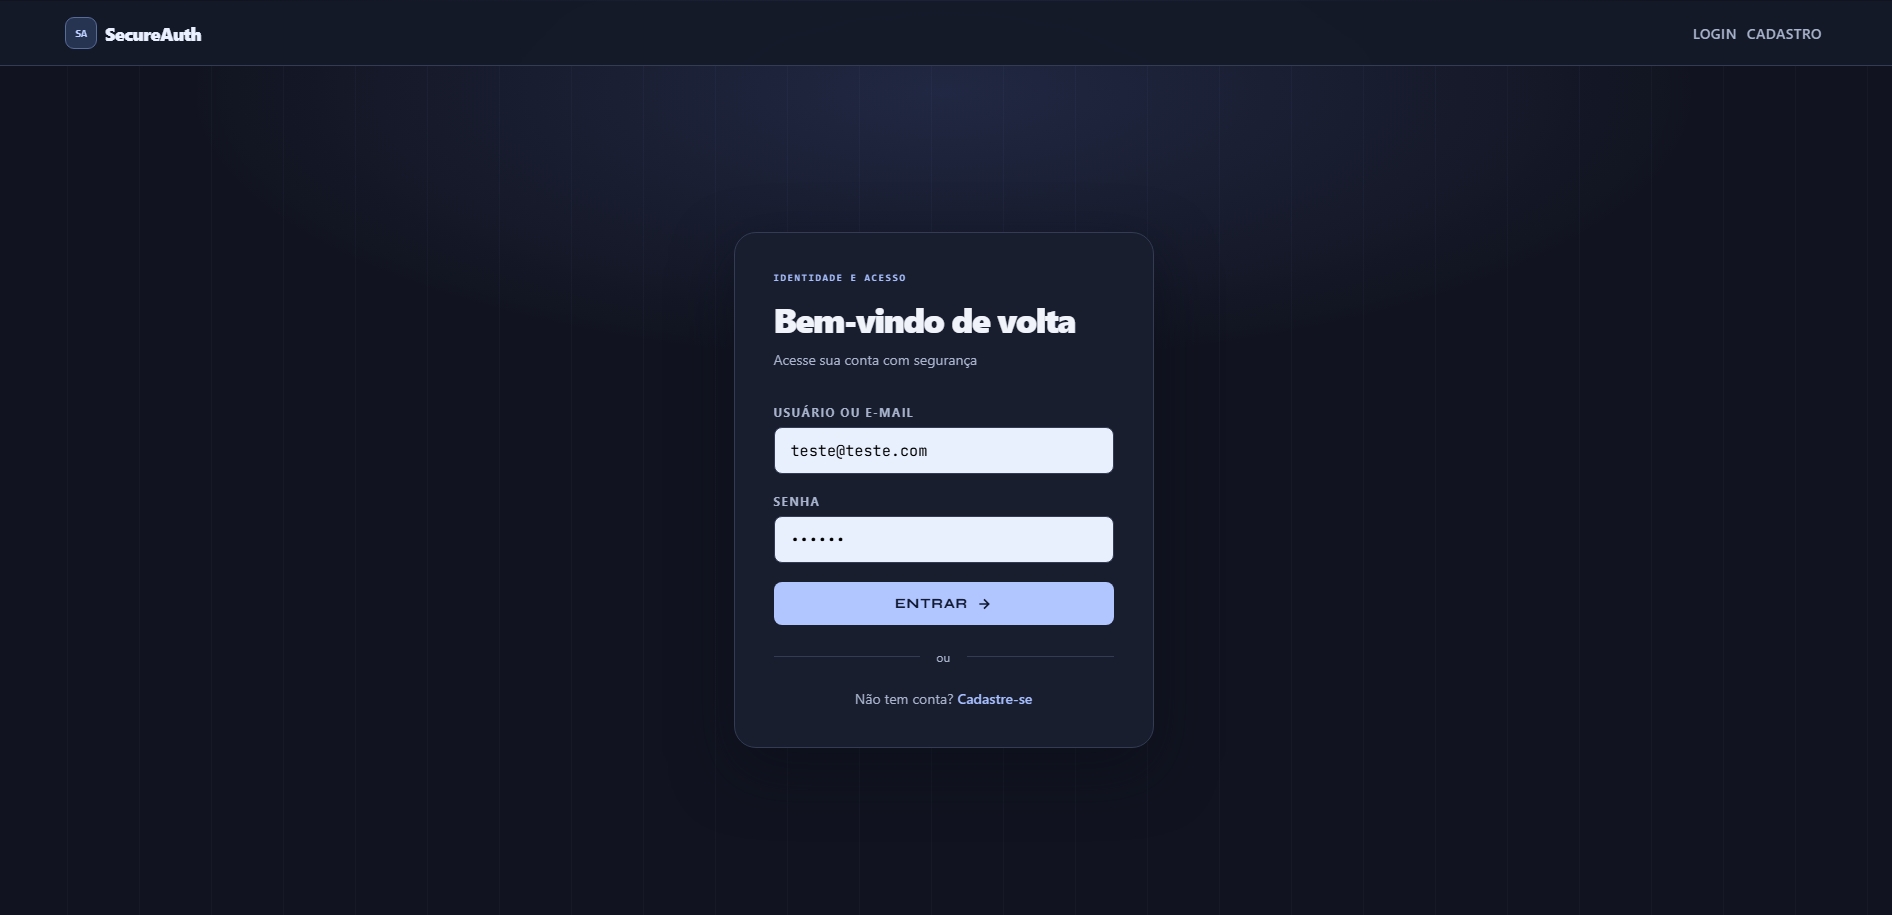 SA SecureAuth LOGIN CADASTRO
IDENTIDADE E ACESSO
Bem-vindo de volta
Acesse sua conta com segurança
USUÁRIO OU E-MAIL
teste@teste.com
SENHA
••••••
ENTRAR →
ou
Não tem conta? Cadastre-se